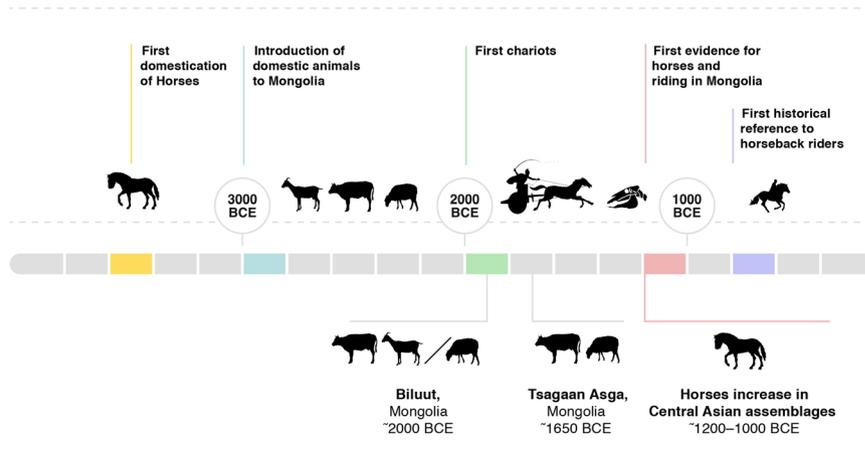 First
domestication
of Horses
Introduction of
domestic animals
to Mongolia
First chariots
First evidence for
horses and
riding in Mongolia
First historical
reference to
horseback riders
3000
BCE
2000
BCE
1000
BCE
Biluut,
Mongolia
~2000 BCE
Tsagaan Asga,
Mongolia
~1650 BCE
Horses increase in
Central Asian assemblages
~1200–1000 BCE